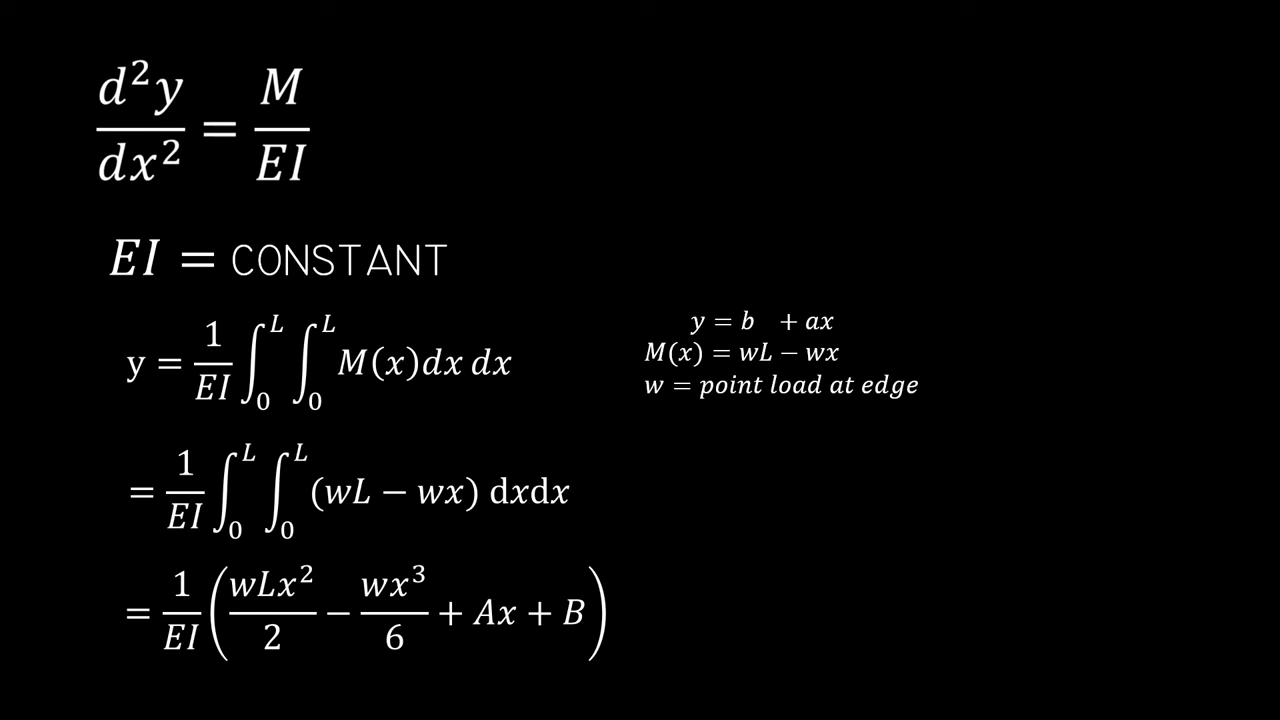 d²y/dx² = M/EI
EI = CONSTANT
y = 1/EI ∫₀ᴸ ∫₀ᴸ M(x)dx dx
y = b + ax
M(x) = wL − wx
w = point load at edge
= 1/EI ∫₀ᴸ ∫₀ᴸ (wL − wx) dxdx
= 1/EI (wLx²/2 − wx³/6 + Ax + B)